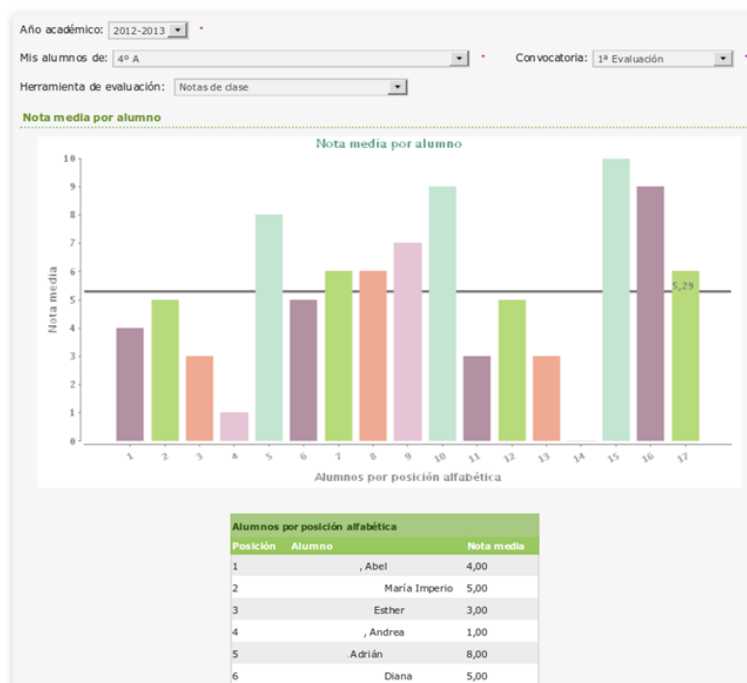 Año académico: 2012-2013 *
Mis alumnos de: 4º A * Convocatoria: 1ª Evaluación *
Herramienta de evaluación: Notas de clase
Nota media por alumno
Nota media por alumno
10
9
8
7
6
5
4
3
2
1
0
Nota media
5,29
1 2 3 4 5 6 7 8 9 10 11 12 13 14 15 16 17
Alumnos por posición alfabética
Alumnos por posición alfabética
Posición Alumno Nota media
1 , Abel 4,00
2 María Imperio 5,00
3 Esther 3,00
4 , Andrea 1,00
5 Adrián 8,00
6 Diana 5,00